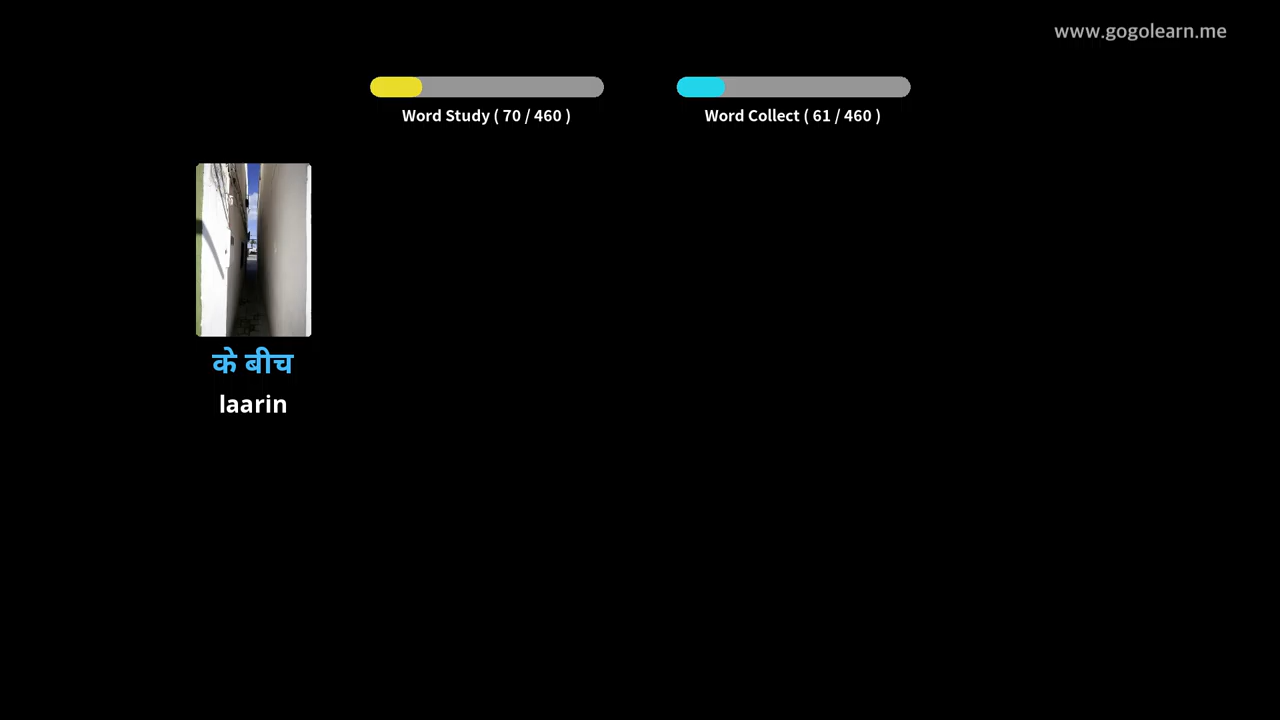 www.gogolearn.me
Word Study ( 70 / 460 )
Word Collect ( 61 / 460 )
के बीच
laarin